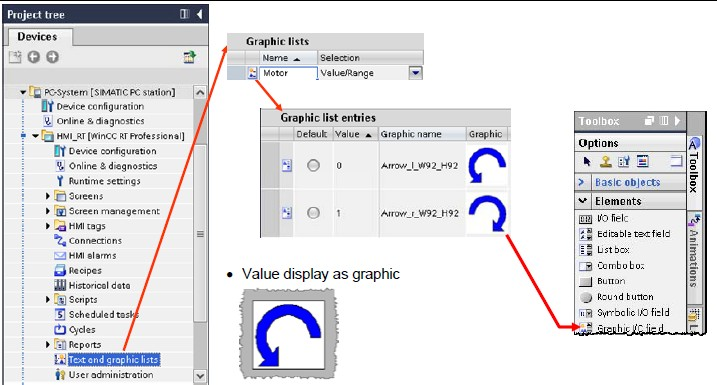 Project tree
Devices
PC-System [SIMATIC PC station]
Device configuration
Online & diagnostics
HMI_RT [WinCC RT Professional]
Device configuration
Online & diagnostics
Runtime settings
Screens
Screen management
HMI tags
Connections
HMI alarms
Recipes
Historical data
Scripts
Scheduled tasks
Cycles
Reports
Text and graphic lists
User administration
Graphic lists
Name Selection
Motor Value/Range
Graphic list entries
Default Value Graphic name Graphic
0 Arrow_l_W92_H92
1 Arrow_r_W92_H92
• Value display as graphic
Toolbox
Options
Basic objects
Elements
I/O field
Editable text field
List box
Combo box
Button
Round button
Symbolic I/O field
Graphic I/O field
Toolbox
Animations